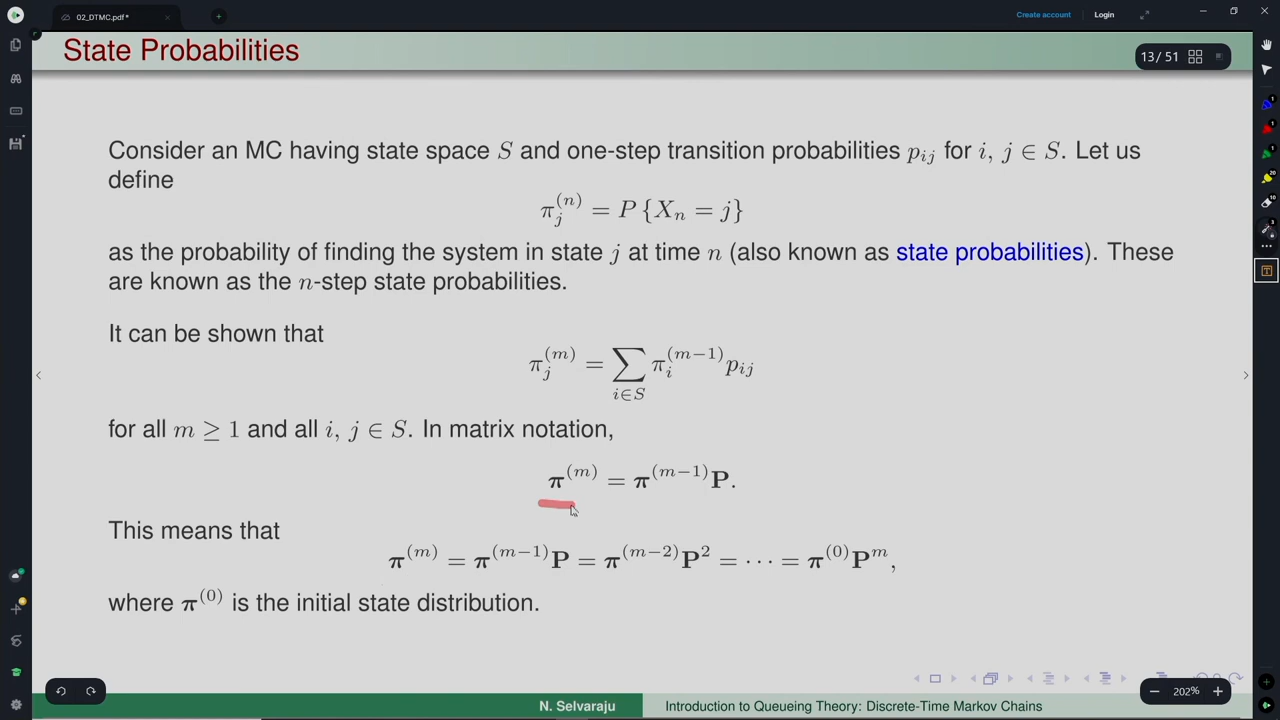 02_DTMC.pdf*
Create account
Login
State Probabilities
13 / 51
Consider an MC having state space S and one-step transition probabilities p_{ij} for i, j ∈ S. Let us
define
π_j^{(n)} = P {X_n = j}
as the probability of finding the system in state j at time n (also known as state probabilities). These
are known as the n-step state probabilities.
It can be shown that
π_j^{(m)} = ∑_{i∈S} π_i^{(m−1)} p_{ij}
for all m ≥ 1 and all i, j ∈ S. In matrix notation,
π^{(m)} = π^{(m−1)}P.
This means that
π^{(m)} = π^{(m−1)}P = π^{(m−2)}P^2 = ··· = π^{(0)}P^m,
where π^{(0)} is the initial state distribution.
202%
N. Selvaraju
Introduction to Queueing Theory: Discrete-Time Markov Chains